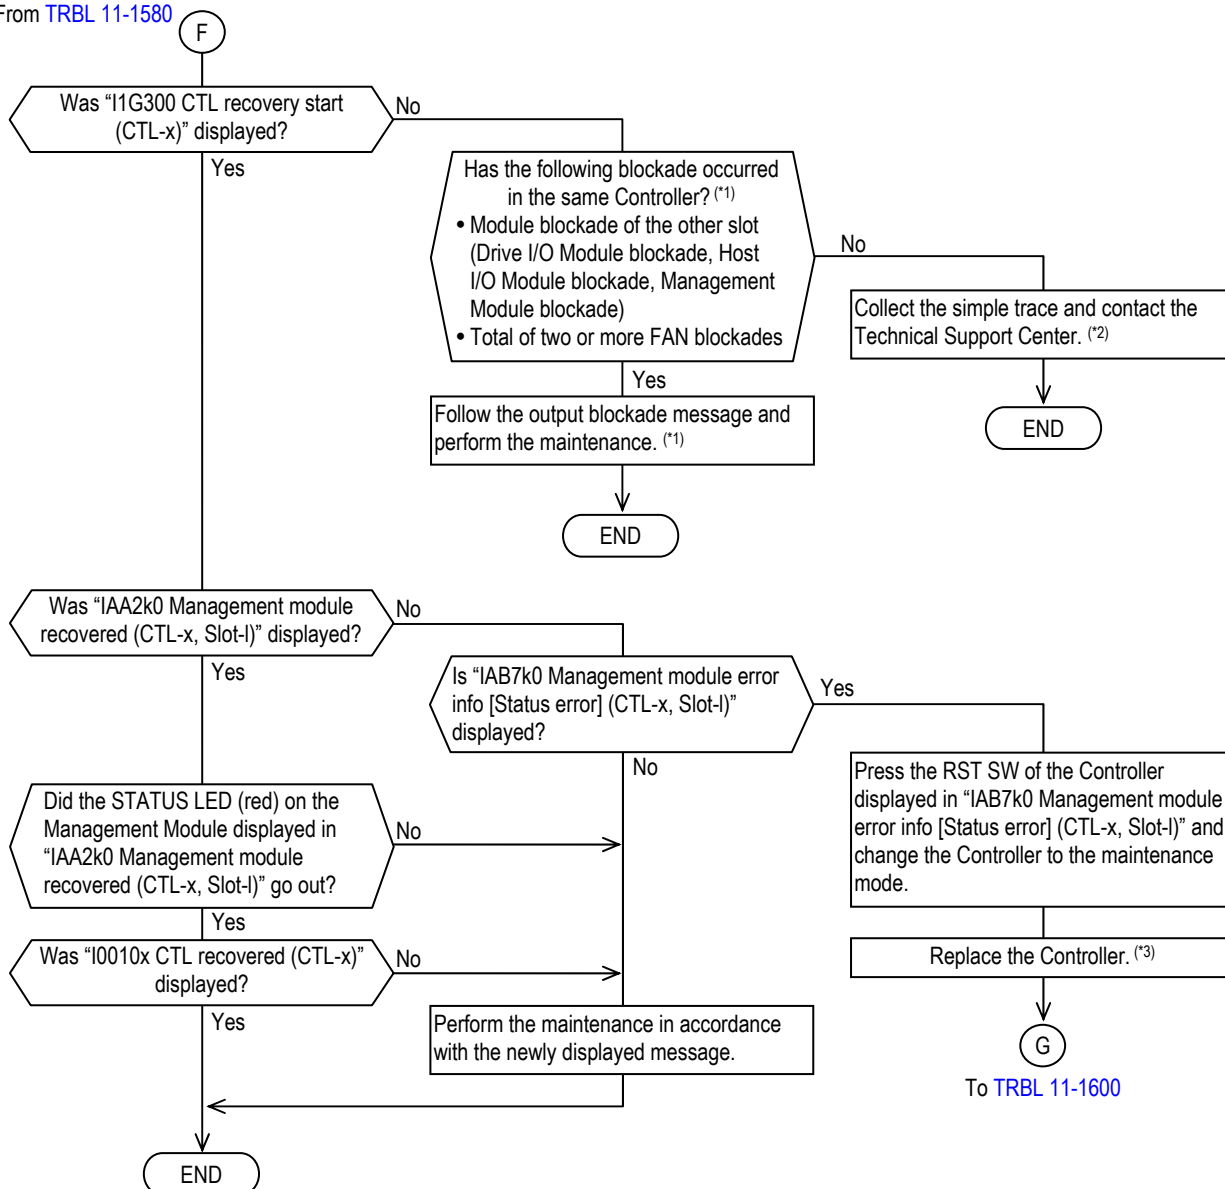 From TRBL 11-1580
F
Was “I1G300 CTL recovery start
(CTL-x)” displayed?
No
Yes
Has the following blockade occurred
in the same Controller? (*1)
• Module blockade of the other slot
(Drive I/O Module blockade, Host
I/O Module blockade, Management
Module blockade)
• Total of two or more FAN blockades
No
Collect the simple trace and contact the
Technical Support Center. (*2)
END
Yes
Follow the output blockade message and
perform the maintenance. (*1)
END
Was “IAA2k0 Management module
recovered (CTL-x, Slot-l)” displayed?
No
Yes
Is “IAB7k0 Management module error
info [Status error] (CTL-x, Slot-l)”
displayed?
Yes
No
Press the RST SW of the Controller
displayed in “IAB7k0 Management module
error info [Status error] (CTL-x, Slot-l)” and
change the Controller to the maintenance
mode.
Replace the Controller. (*3)
G
To TRBL 11-1600
Did the STATUS LED (red) on the
Management Module displayed in
“IAA2k0 Management module
recovered (CTL-x, Slot-l)” go out?
No
Yes
Was “I0010x CTL recovered (CTL-x)”
displayed?
No
Yes
Perform the maintenance in accordance
with the newly displayed message.
END